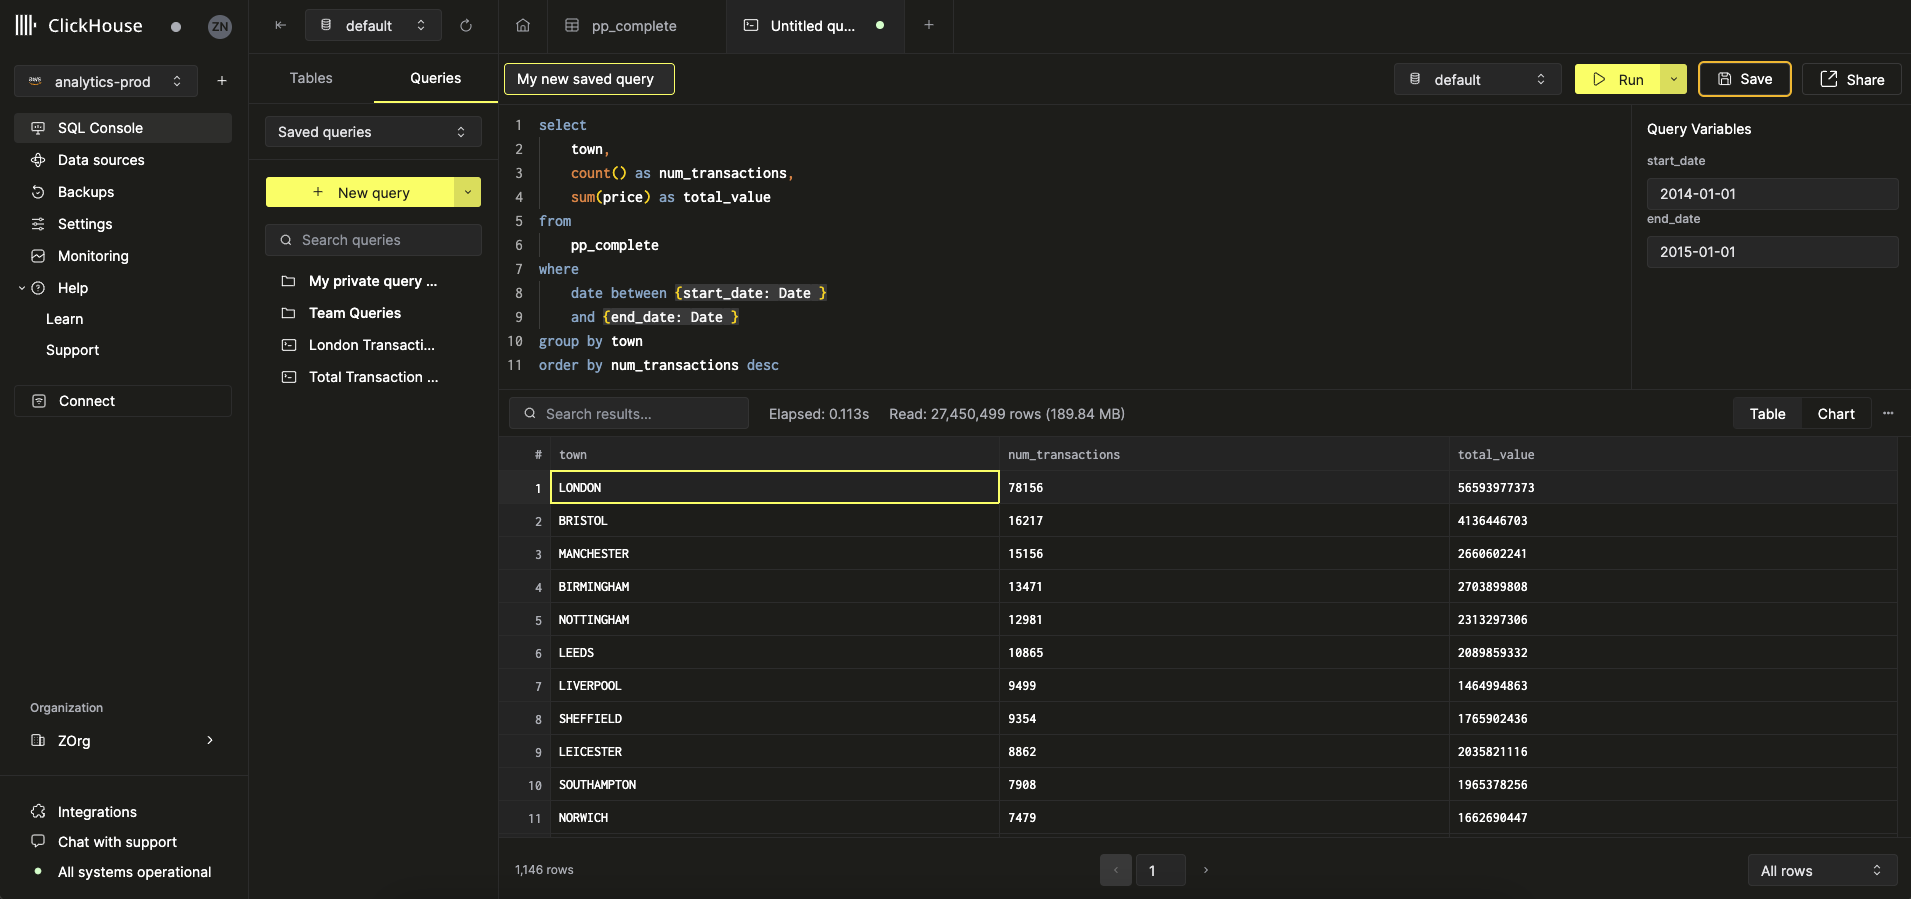 ClickHouse
ZN
analytics-prod
SQL Console
Data sources
Backups
Settings
Monitoring
Help
Learn
Support
Connect
Organization
ZOrg
Integrations
Chat with support
All systems operational
default
Tables
Queries
Saved queries
New query
Search queries
My private query ...
Team Queries
London Transacti...
Total Transaction ...
pp_complete
Untitled qu...
My new saved query
default
Run
Save
Share
1 select
2 town,
3 count() as num_transactions,
4 sum(price) as total_value
5 from
6 pp_complete
7 where
8 date between {start_date: Date }
9 and {end_date: Date }
10 group by town
11 order by num_transactions desc
Query Variables
start_date
2014-01-01
end_date
2015-01-01
Search results...
Elapsed: 0.113s
Read: 27,450,499 rows (189.84 MB)
Table
Chart
# town num_transactions total_value
1 LONDON 78156 56593977373
2 BRISTOL 16217 4136446703
3 MANCHESTER 15156 2660602241
4 BIRMINGHAM 13471 2703899808
5 NOTTINGHAM 12981 2313297306
6 LEEDS 10865 2089859332
7 LIVERPOOL 9499 1464994863
8 SHEFFIELD 9354 1765902436
9 LEICESTER 8862 2035821116
10 SOUTHAMPTON 7908 1965378256
11 NORWICH 7479 1662690447
1,146 rows
1
All rows